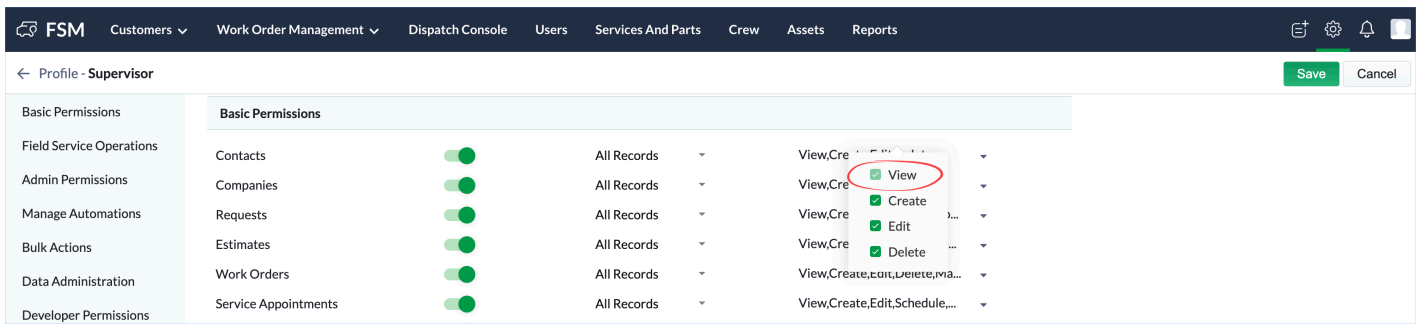 FSM Customers Work Order Management Dispatch Console Users Services And Parts Crew Assets Reports
Profile - Supervisor Save Cancel
Basic Permissions
Field Service Operations
Admin Permissions
Manage Automations
Bulk Actions
Data Administration
Developer Permissions
Basic Permissions
Contacts All Records View,Cre
Companies All Records View,Cre
Requests All Records View,Cre
Estimates All Records View,Cre ...
Work Orders All Records View,Create,Edit,Delete,Ma...
Service Appointments All Records View,Create,Edit,Schedule,...
View
Create
Edit
Delete